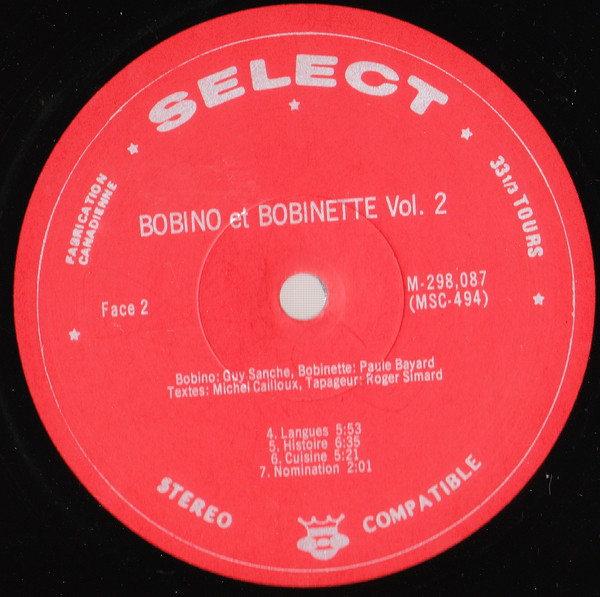 SELECT
FABRICATION
CANADIENNE
33 1/3 TOURS
BOBINO et BOBINETTE Vol. 2
Face 2
M-298,087
(MSC-494)
Bobino: Guy Sanche, Bobinette: Paule Bayard
Textes: Michel Cailloux, Tapageur: Roger Simard
4. Langues 5:53
5. Histoire 6:35
6. Cuisine 5:21
7. Nomination 2:01
STEREO
COMPATIBLE